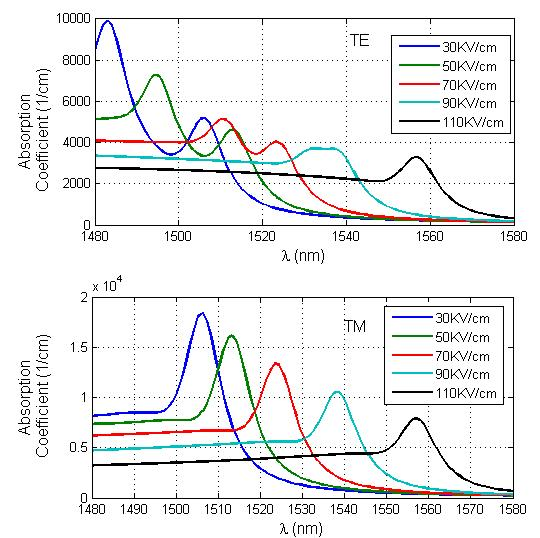 10000
8000
6000
4000
2000
0
Absorption
Coefficient (1/cm)
TE
30KV/cm
50KV/cm
70KV/cm
90KV/cm
110KV/cm
1480 1500 1520 1540 1560 1580
λ (nm)
x 10^4
2
1.5
1
0.5
0
Absorption
Coefficient (1/cm)
TM
30KV/cm
50KV/cm
70KV/cm
90KV/cm
110KV/cm
1480 1490 1500 1510 1520 1530 1540 1550 1560 1570 1580
λ (nm)